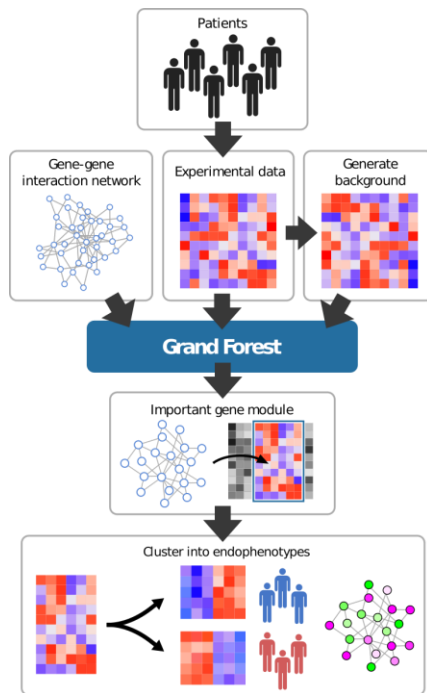 Patients
Gene-gene
interaction network
Experimental data
Generate
background
Grand Forest
Important gene module
Cluster into endophenotypes